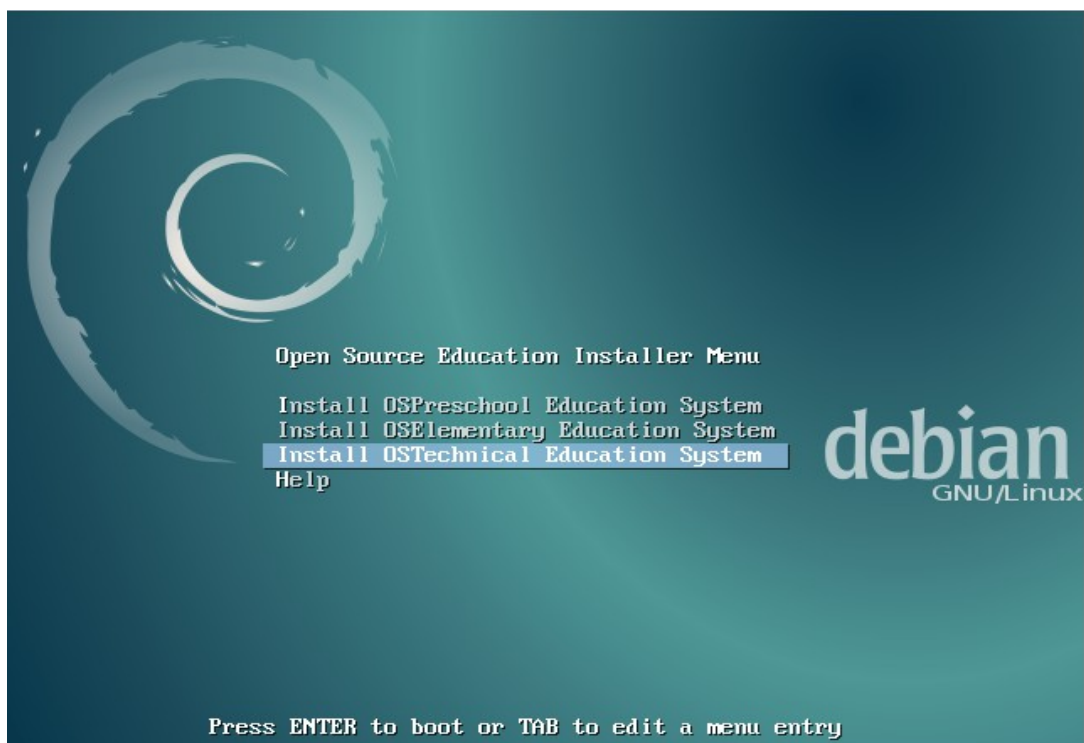 Open Source Education Installer Menu
Install OSPreschool Education System
Install OSElementary Education System
Install OSTechnical Education System
Help
debian
GNU/Linux
Press ENTER to boot or TAB to edit a menu entry